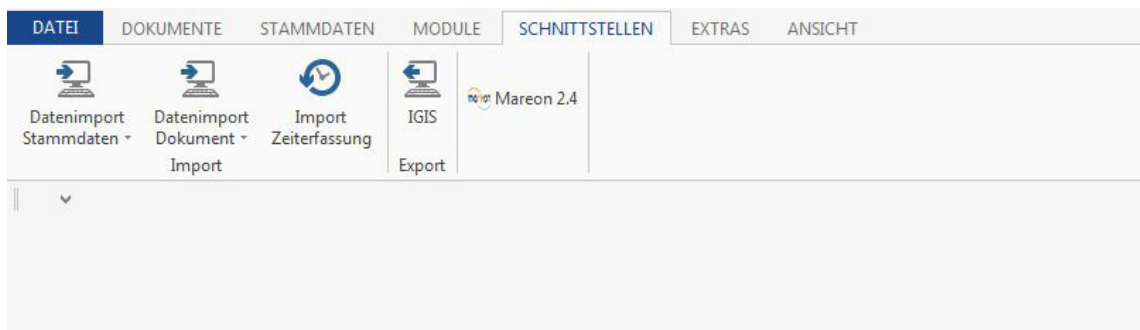 DATEI DOKUMENTE STAMMDATEN MODULE SCHNITTSTELLEN EXTRAS ANSICHT
Datenimport
Stammdaten
Datenimport
Dokument
Import
Zeiterfassung
Import
IGIS
Export
Mareon 2.4